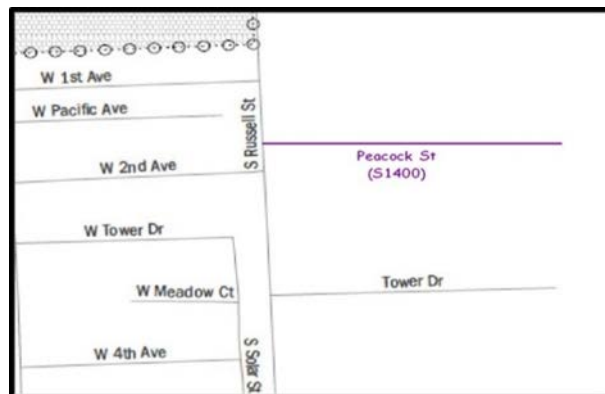 W 1st Ave
W Pacific Ave
S Russell St
Peacock St
(S1400)
W 2nd Ave
W Tower Dr
Tower Dr
W Meadow Ct
W 4th Ave
S Solar St